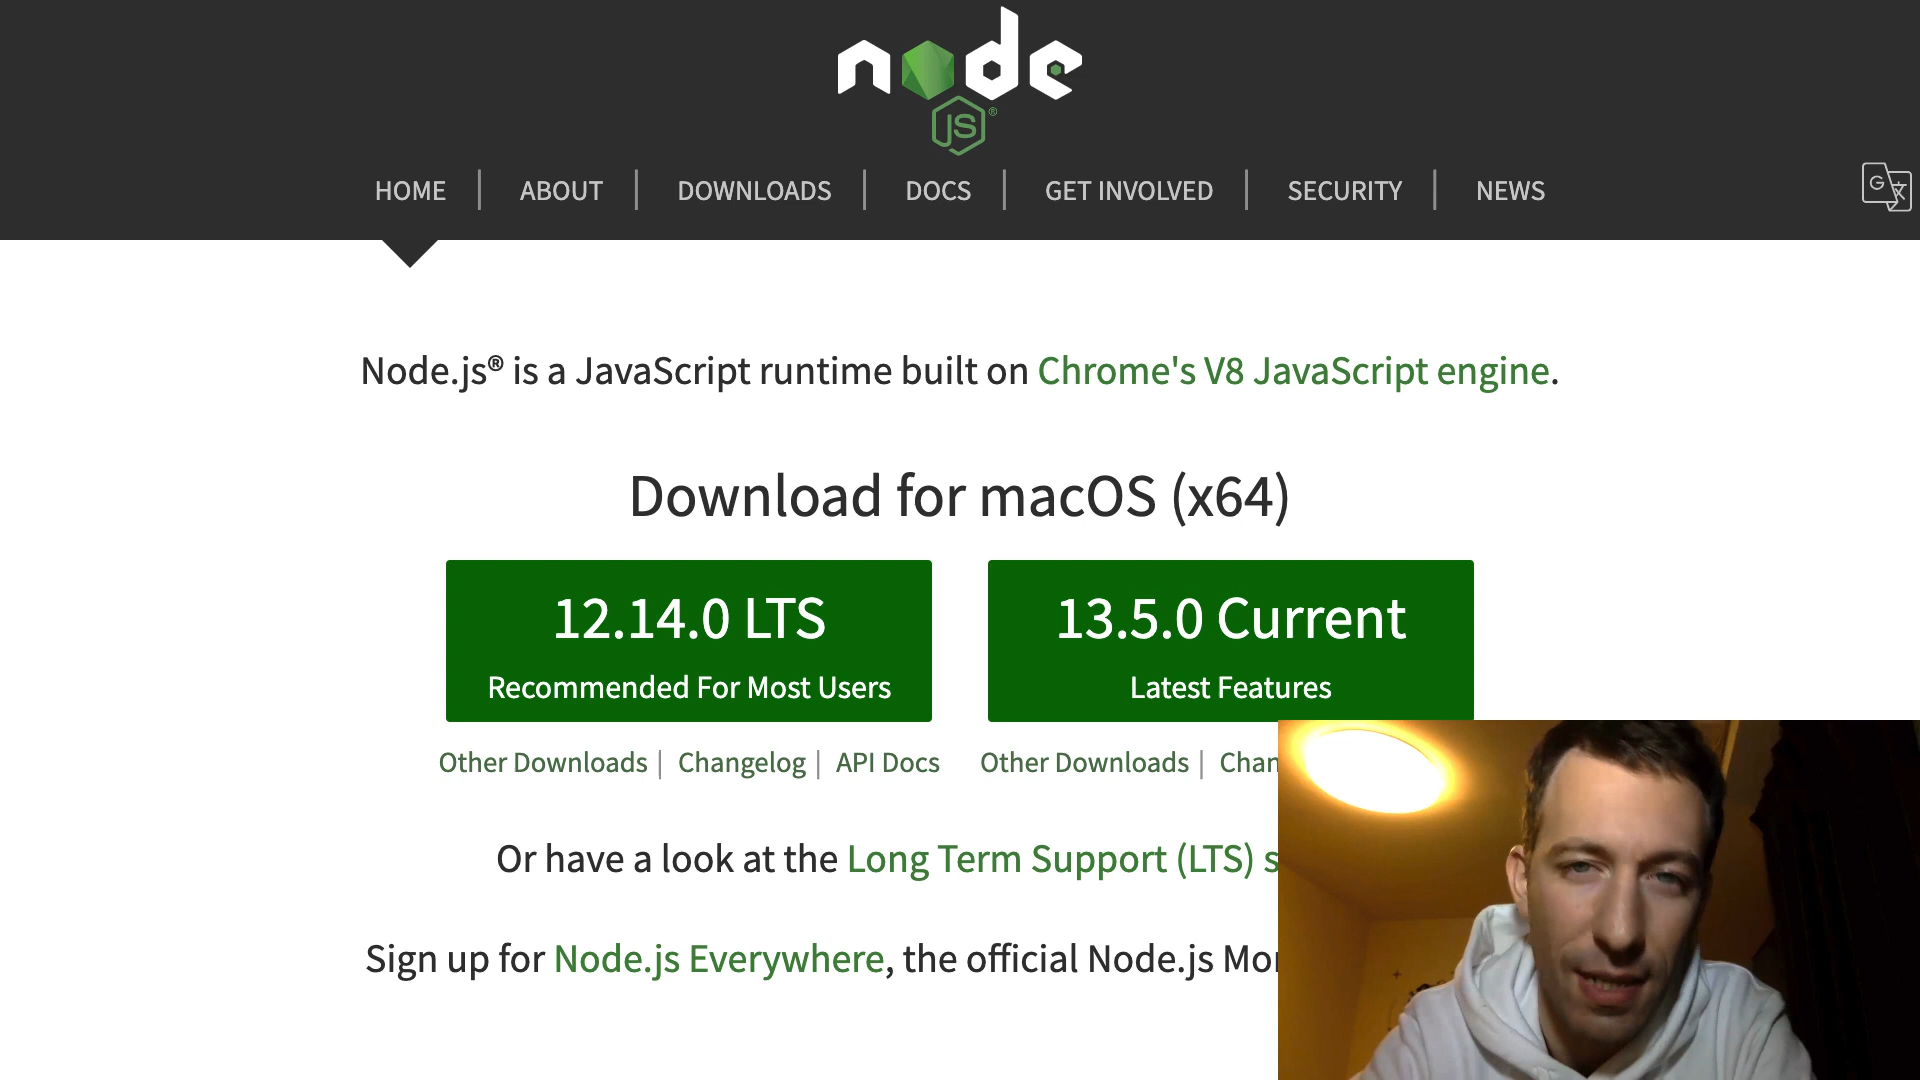 node
JS ®
HOME | ABOUT | DOWNLOADS | DOCS | GET INVOLVED | SECURITY | NEWS
G 文
Node.js® is a JavaScript runtime built on Chrome's V8 JavaScript engine.
Download for macOS (x64)
12.14.0 LTS
Recommended For Most Users
13.5.0 Current
Latest Features
Other Downloads | Changelog | API Docs
Other Downloads | Chan
Or have a look at the Long Term Support (LTS) s
Sign up for Node.js Everywhere, the official Node.js Mo